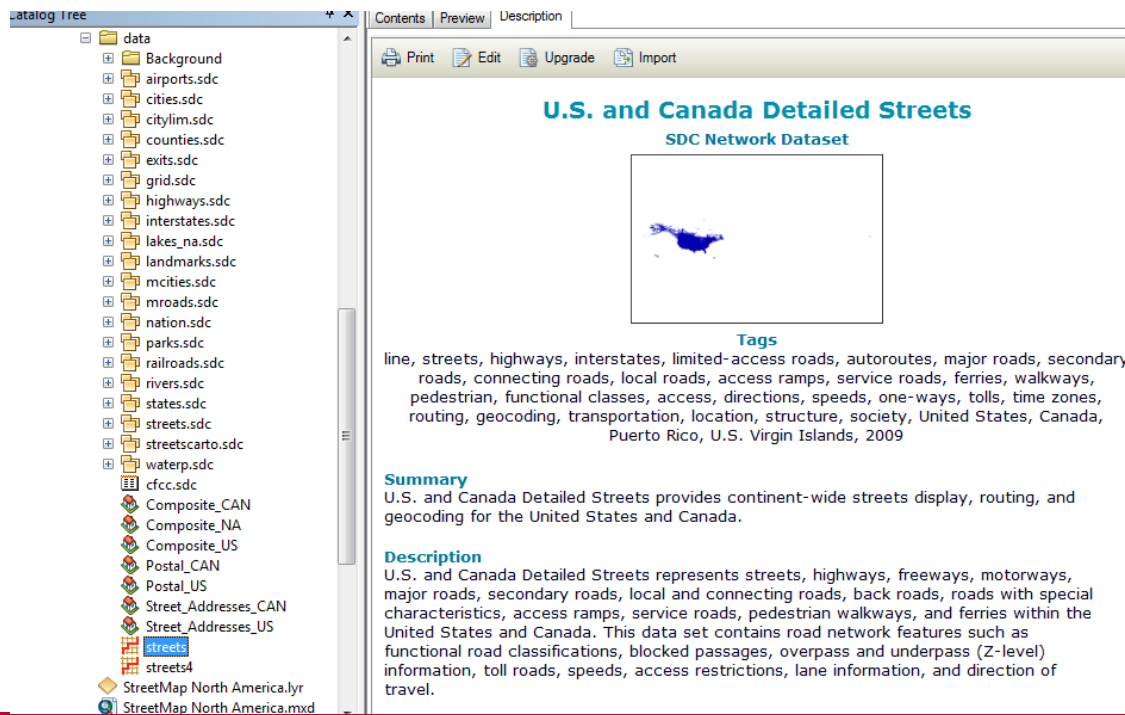 Catalog Tree
data
Background
airports.sdc
cities.sdc
citylim.sdc
counties.sdc
exits.sdc
grid.sdc
highways.sdc
interstates.sdc
lakes_na.sdc
landmarks.sdc
mcities.sdc
mroads.sdc
nation.sdc
parks.sdc
railroads.sdc
rivers.sdc
states.sdc
streets.sdc
streetscarto.sdc
waterp.sdc
cfcc.sdc
Composite_CAN
Composite_NA
Composite_US
Postal_CAN
Postal_US
Street_Addresses_CAN
Street_Addresses_US
streets
streets4
StreetMap North America.lyr
StreetMap North America.mxd
Contents Preview Description
Print Edit Upgrade Import
U.S. and Canada Detailed Streets
SDC Network Dataset
Tags
line, streets, highways, interstates, limited-access roads, autoroutes, major roads, secondary
roads, connecting roads, local roads, access ramps, service roads, ferries, walkways,
pedestrian, functional classes, access, directions, speeds, one-ways, tolls, time zones,
routing, geocoding, transportation, location, structure, society, United States, Canada,
Puerto Rico, U.S. Virgin Islands, 2009
Summary
U.S. and Canada Detailed Streets provides continent-wide streets display, routing, and
geocoding for the United States and Canada.
Description
U.S. and Canada Detailed Streets represents streets, highways, freeways, motorways,
major roads, secondary roads, local and connecting roads, back roads, roads with special
characteristics, access ramps, service roads, pedestrian walkways, and ferries within the
United States and Canada. This data set contains road network features such as
functional road classifications, blocked passages, overpass and underpass (Z-level)
information, toll roads, speeds, access restrictions, lane information, and direction of
travel.